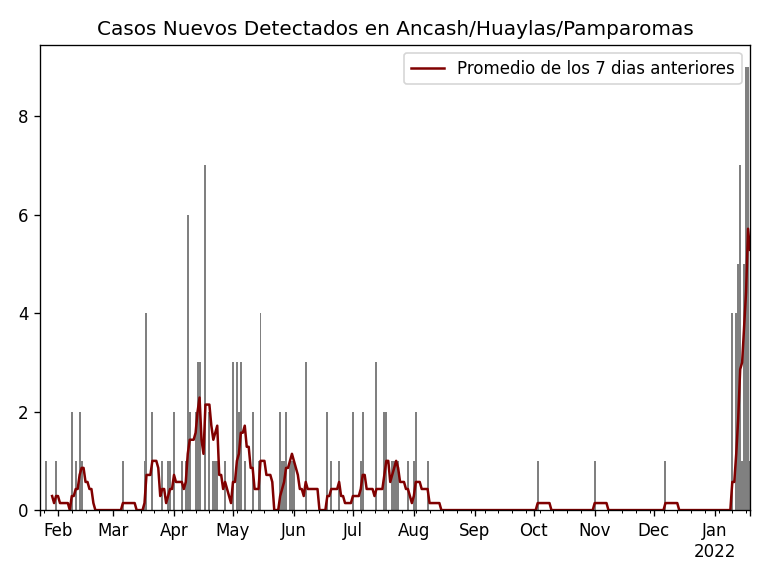 Casos Nuevos Detectados en Ancash/Huaylas/Pamparomas
Promedio de los 7 dias anteriores
8
6
4
2
0
Feb Mar Apr May Jun Jul Aug Sep Oct Nov Dec Jan
2022